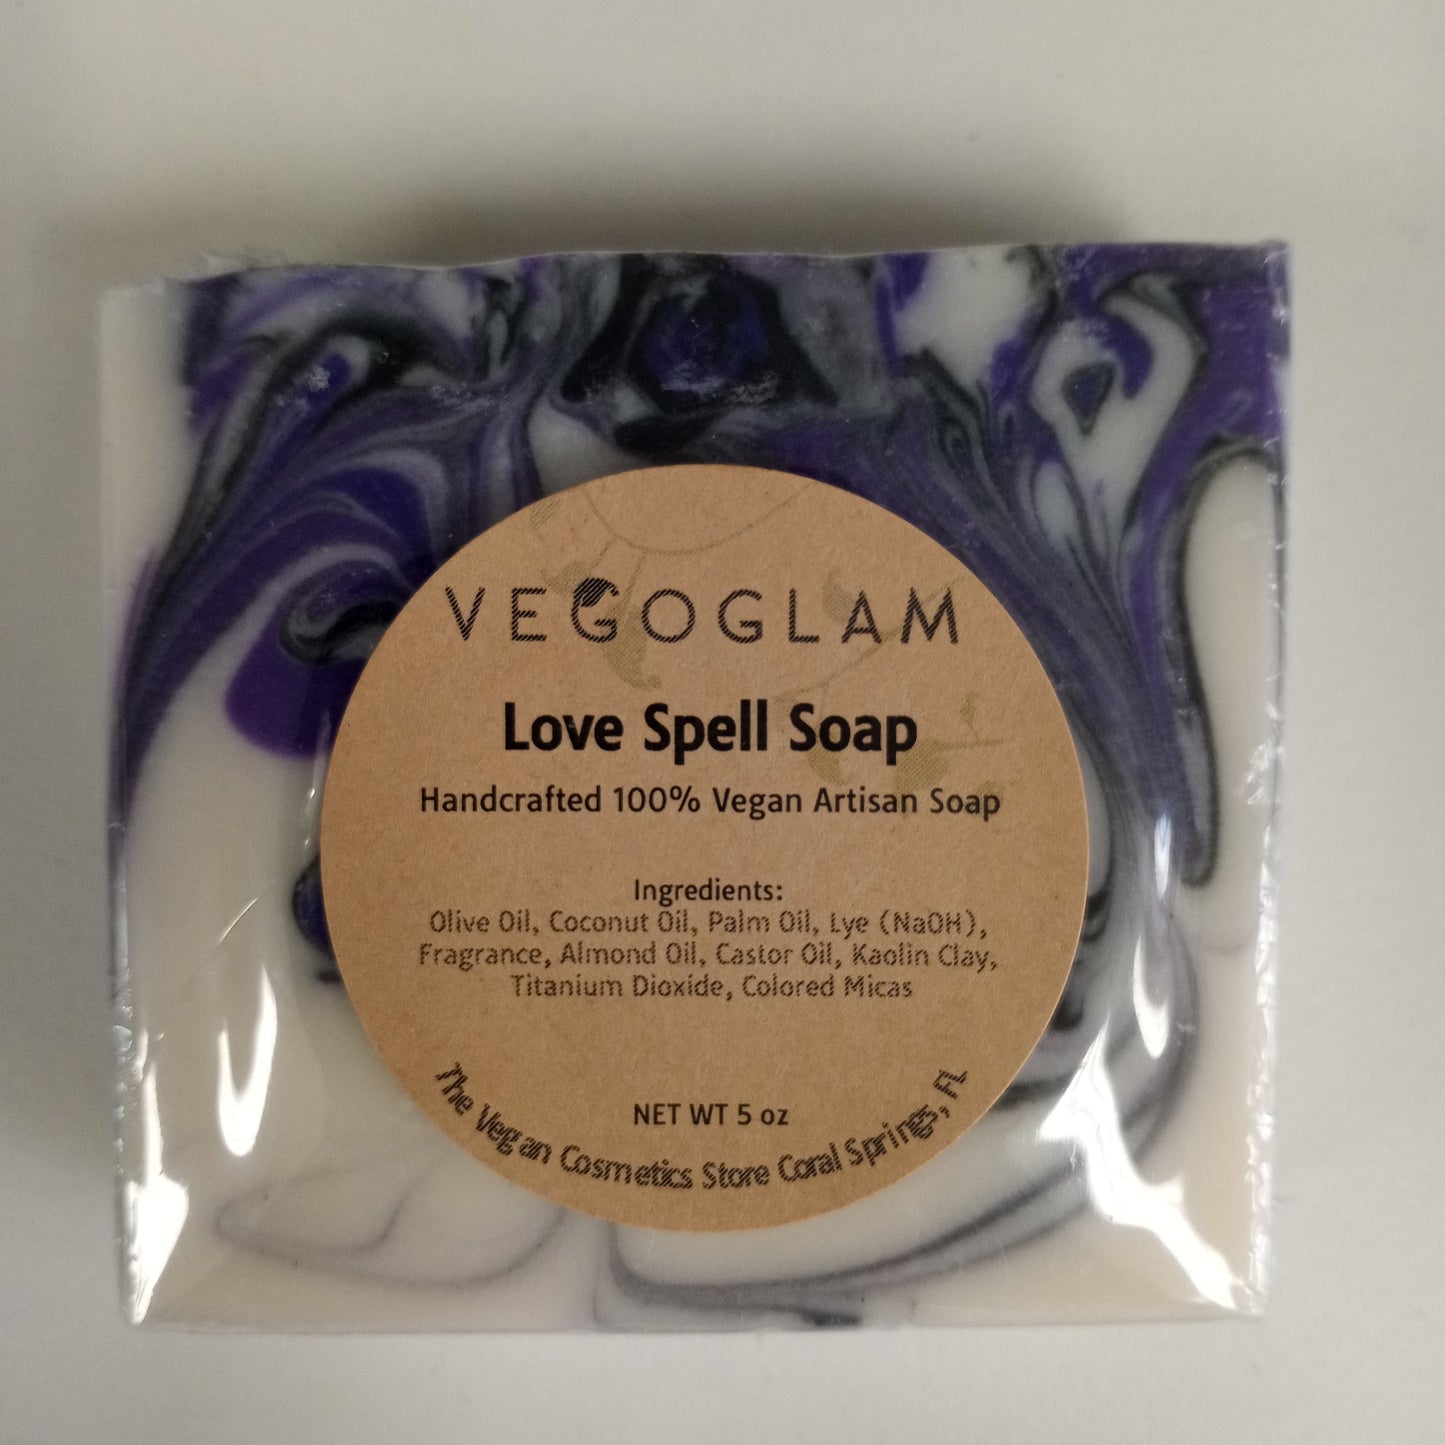 VEGOGLAM
Love Spell Soap
Handcrafted 100% Vegan Artisan Soap
Ingredients:
Olive Oil, Coconut Oil, Palm Oil, Lye (NaOH),
Fragrance, Almond Oil, Castor Oil, Kaolin Clay,
Titanium Dioxide, Colored Micas
NET WT 5 oz
The Vegan Cosmetics Store Coral Springs, FL